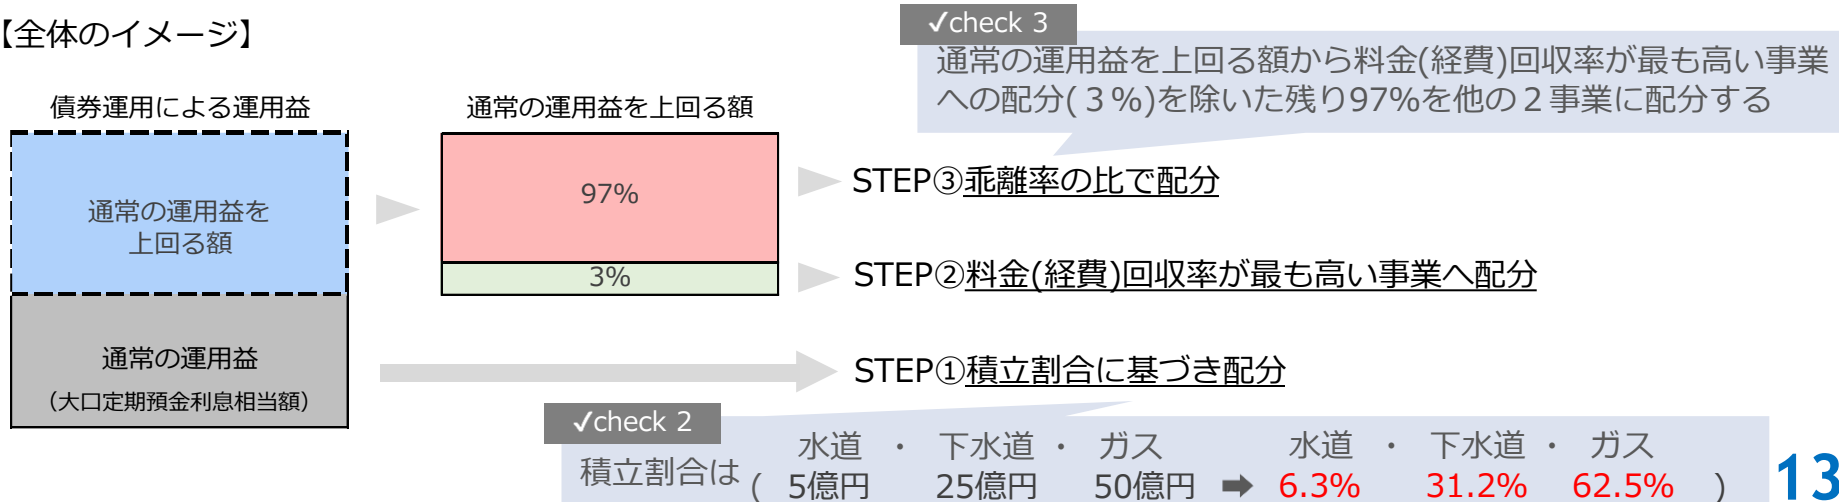 【全体のイメージ】
✓check 3
通常の運用益を上回る額から料金(経費)回収率が最も高い事業
への配分(３%)を除いた残り97%を他の２事業に配分する
債券運用による運用益
通常の運用益を上回る額
通常の運用益を
上回る額
97%
STEP③乖離率の比で配分
3%
STEP②料金(経費)回収率が最も高い事業へ配分
通常の運用益
（大口定期預金利息相当額）
STEP①積立割合に基づき配分
✓check 2
水道 ・ 下水道 ・ ガス 水道 ・ 下水道 ・ ガス
積立割合は ( 5億円 25億円 50億円 ➡ 6.3% 31.2% 62.5% )
13